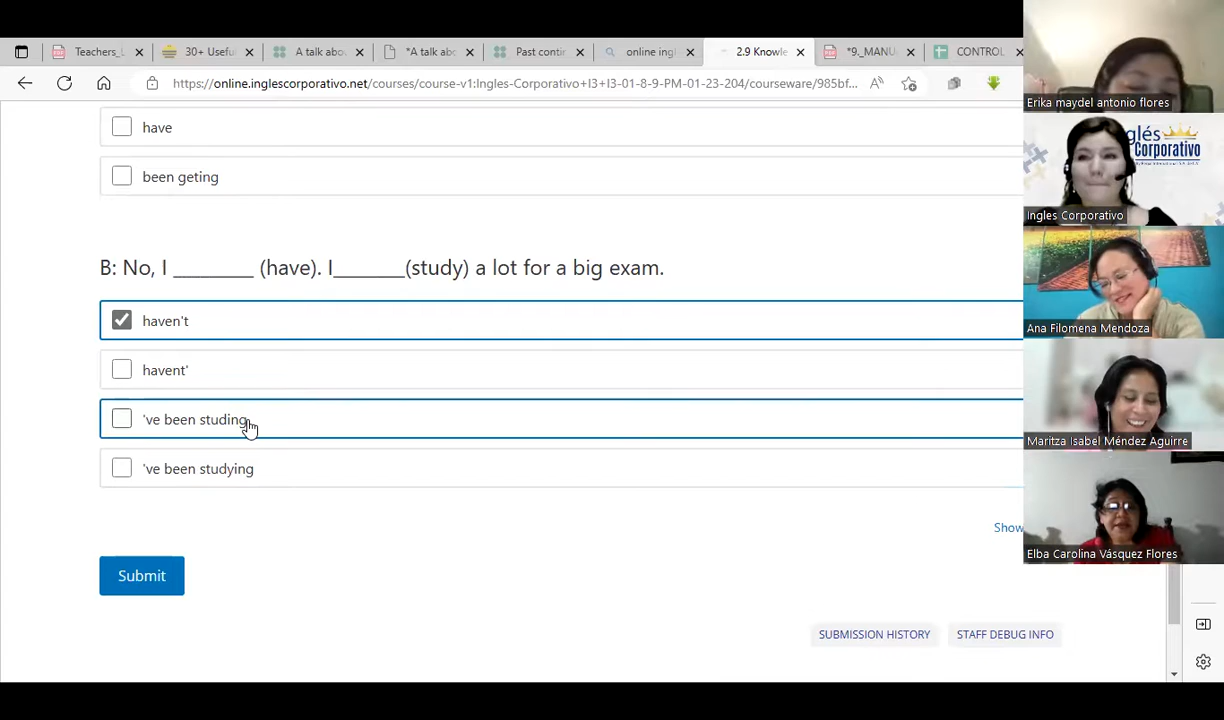 Teachers_L
30+ Usefu
A talk abou
*A talk abo
Past contir
online ingl
2.9 Knowle
*9._MANU
CONTROL
https://online.inglescorporativo.net/courses/course-v1:Ingles-Corporativo+I3+I3-01-8-9-PM-01-23-204/courseware/985bf...
have
been geting
B: No, I ________ (have). I_______(study) a lot for a big exam.
haven't
havent'
've been studing
've been studying
Show
Submit
SUBMISSION HISTORY
STAFF DEBUG INFO
Erika maydel antonio flores
glés
Corporativo
Ingles Corporativo
Ana Filomena Mendoza
Maritza Isabel Méndez Aguirre
Elba Carolina Vásquez Flores